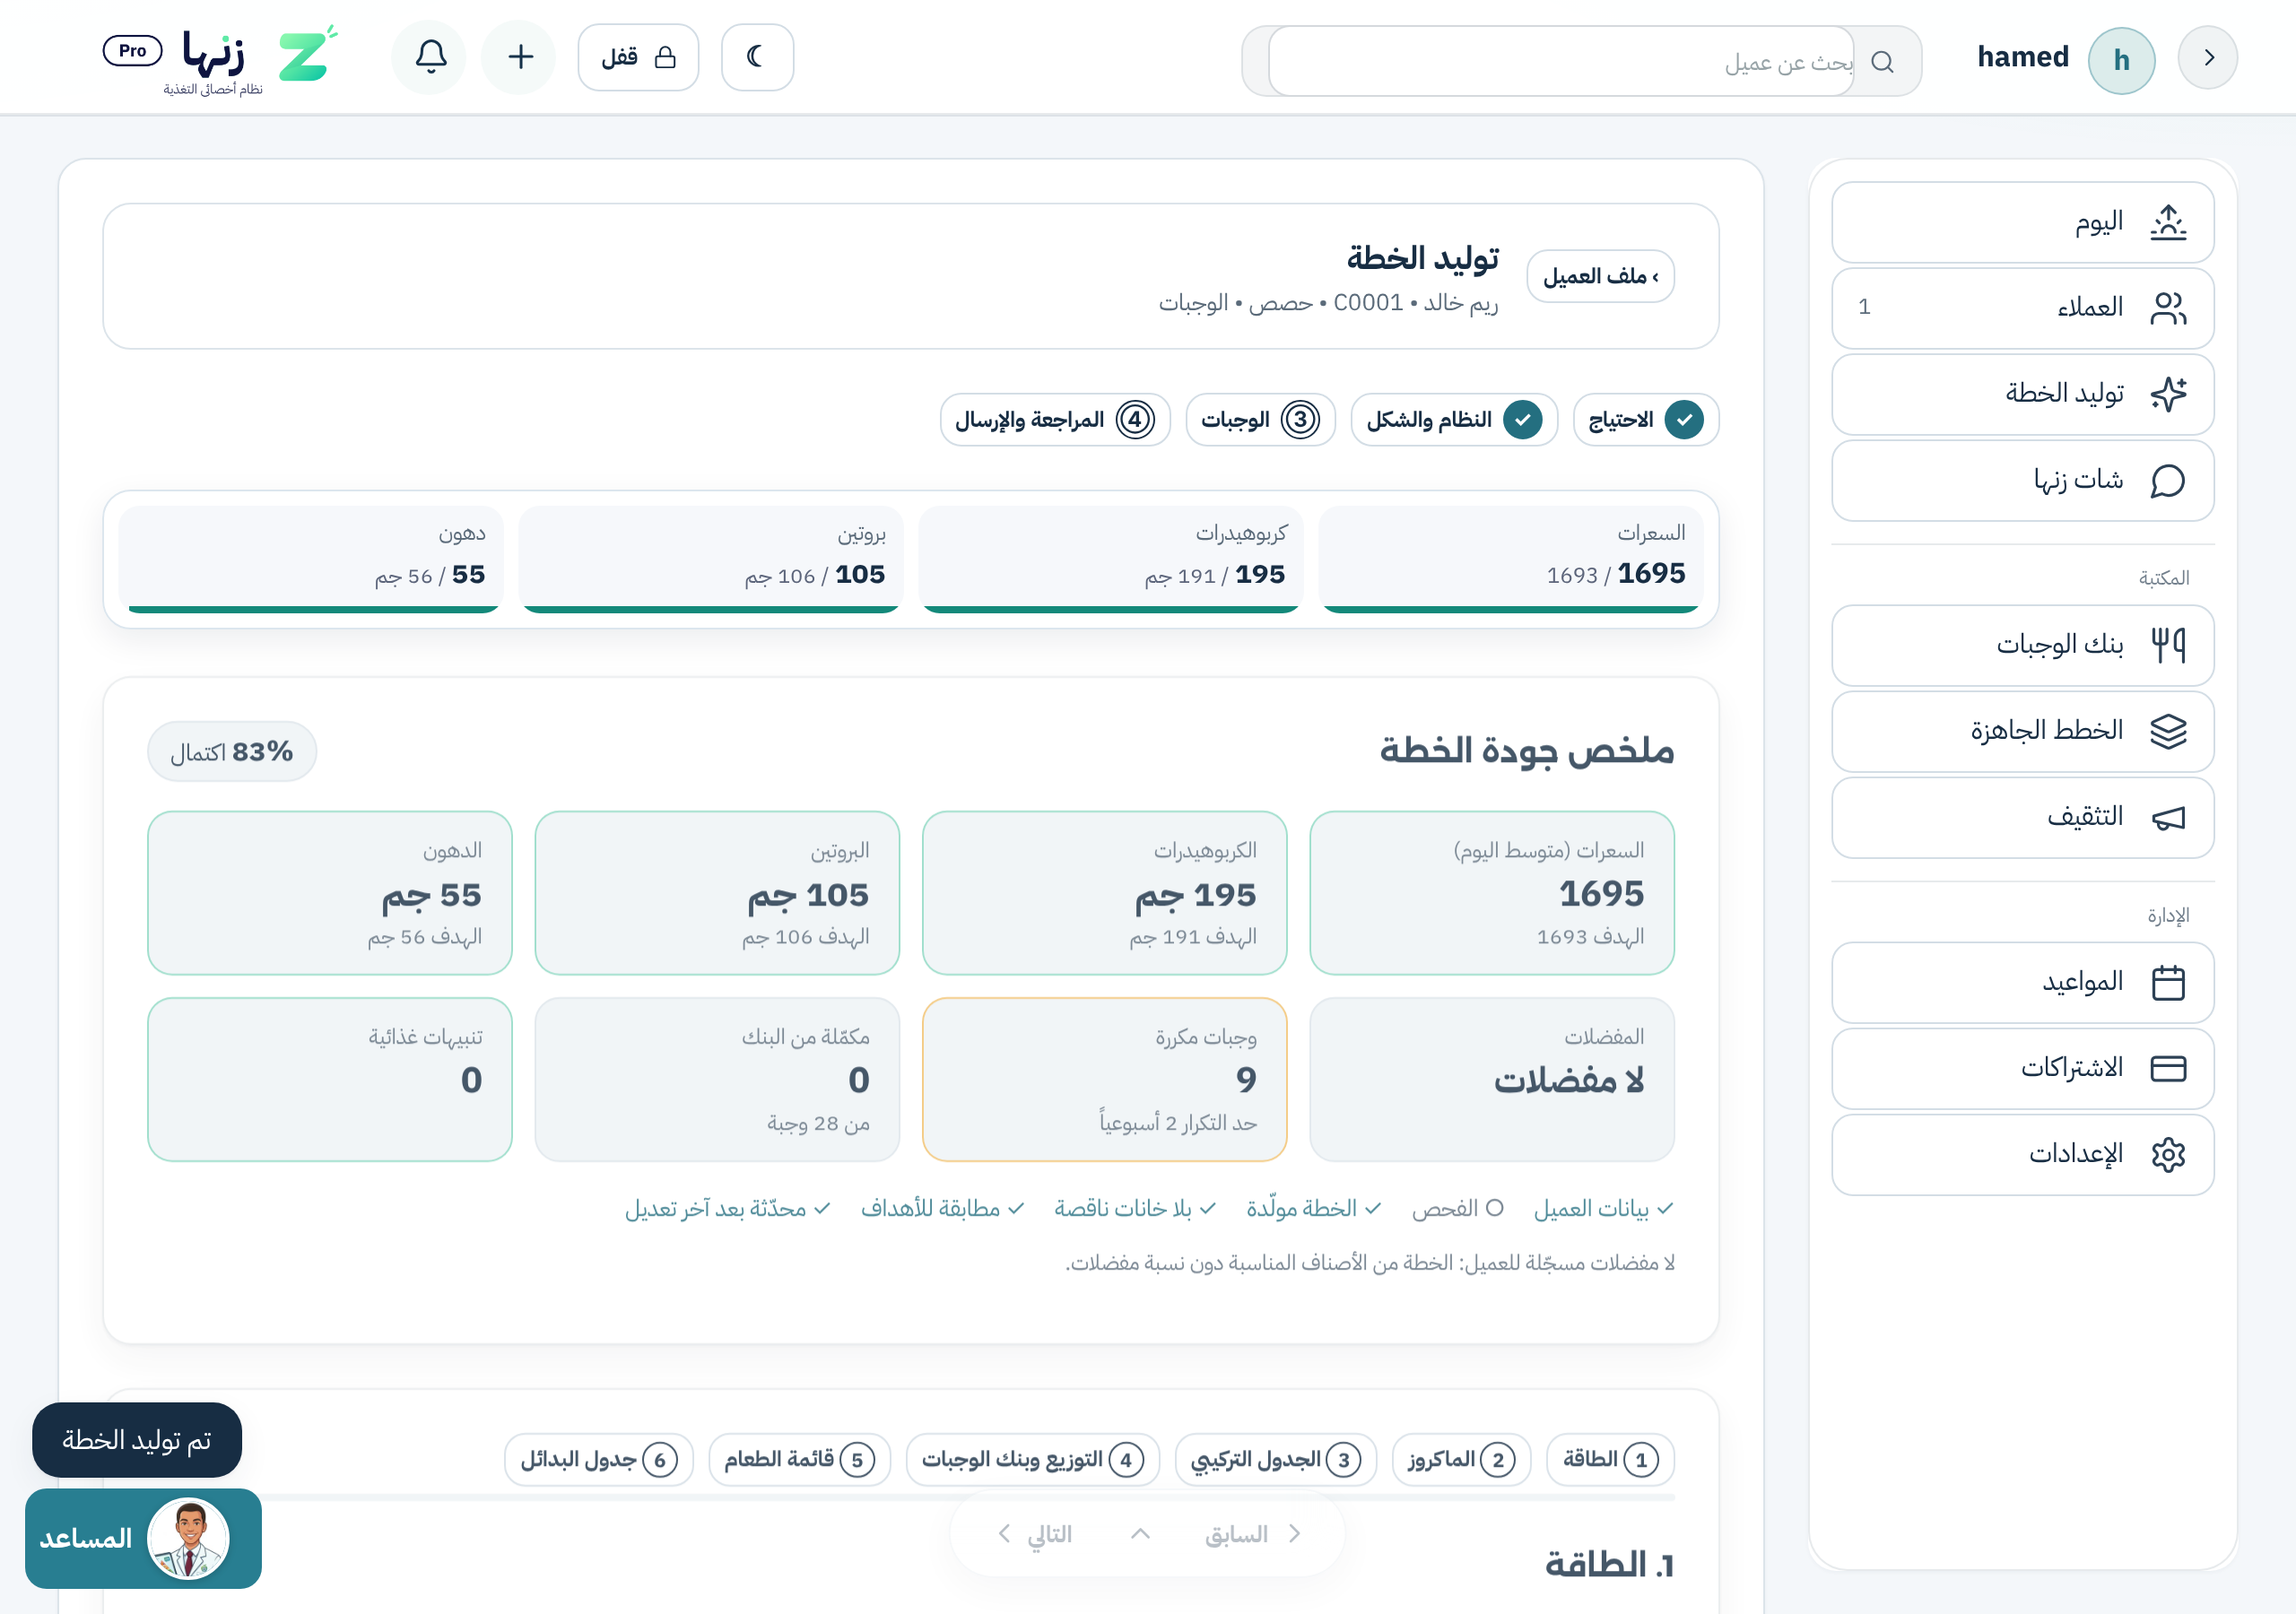 hamed
h
بحث عن عميل
قفل
زنها
Pro
نظام أخصائي التغذية
اليوم
العملاء
1
توليد الخطة
شات زنها
المكتبة
بنك الوجبات
الخطط الجاهزة
التثقيف
الإدارة
المواعيد
الاشتراكات
الإعدادات
› ملف العميل
توليد الخطة
ريم خالد • C0001 • حصص • الوجبات
الاحتياج
النظام والشكل
3 الوجبات
4 المراجعة والإرسال
السعرات
1695 / 1693
كربوهيدرات
195 / 191 جم
بروتين
105 / 106 جم
دهون
55 / 56 جم
ملخص جودة الخطة
83% اكتمال
السعرات (متوسط اليوم)
1695
الهدف 1693
الكربوهيدرات
195 جم
الهدف 191 جم
البروتين
105 جم
الهدف 106 جم
الدهون
55 جم
الهدف 56 جم
المفضلات
لا مفضلات
وجبات مكررة
9
حد التكرار 2 أسبوعياً
مكمّلة من البنك
0
من 28 وجبة
تنبيهات غذائية
0
✓ بيانات العميل
الفحص
✓ الخطة مولّدة
✓ بلا خانات ناقصة
✓ مطابقة للأهداف
✓ محدّثة بعد آخر تعديل
لا مفضلات مسجّلة للعميل: الخطة من الأصناف المناسبة دون نسبة مفضلات.
1 الطاقة
2 الماكروز
3 الجدول التركيبي
4 التوزيع وبنك الوجبات
5 قائمة الطعام
6 جدول البدائل
السابق
التالي
1. الطاقة
تم توليد الخطة
المساعد